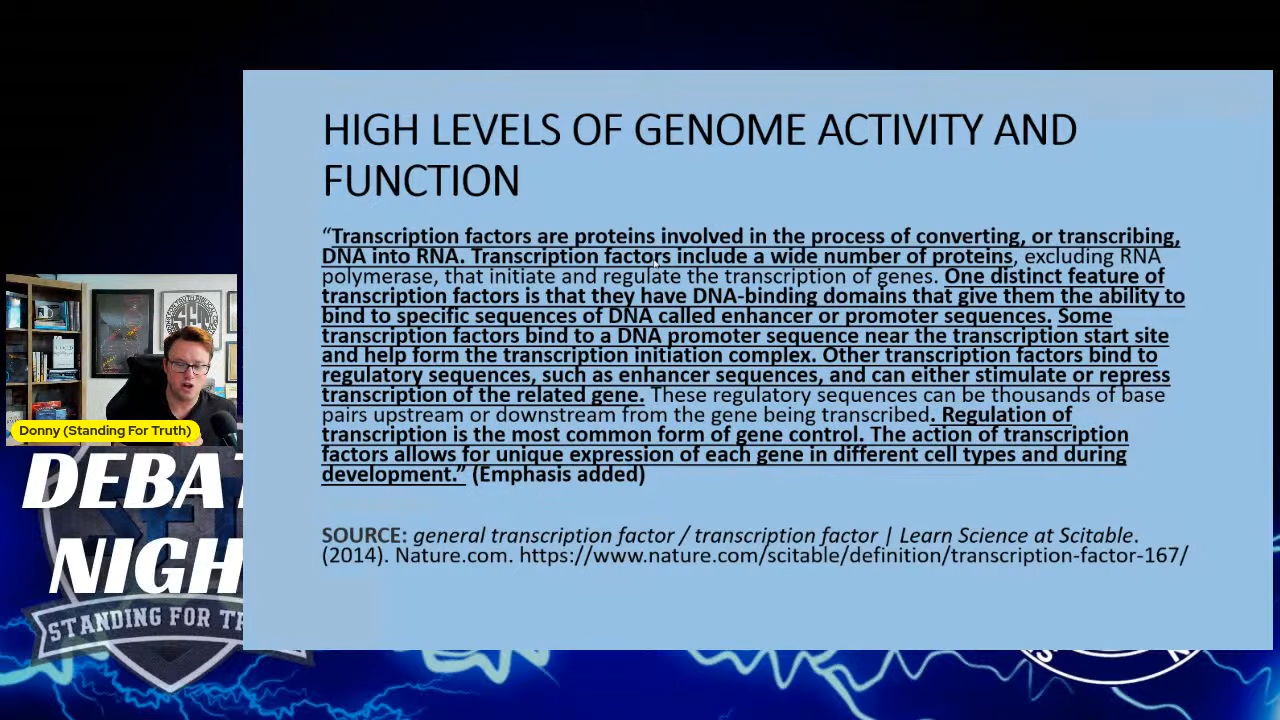 HIGH LEVELS OF GENOME ACTIVITY AND
FUNCTION
“Transcription factors are proteins involved in the process of converting, or transcribing,
DNA into RNA. Transcription factors include a wide number of proteins, excluding RNA
polymerase, that initiate and regulate the transcription of genes. One distinct feature of
transcription factors is that they have DNA-binding domains that give them the ability to
bind to specific sequences of DNA called enhancer or promoter sequences. Some
transcription factors bind to a DNA promoter sequence near the transcription start site
and help form the transcription initiation complex. Other transcription factors bind to
regulatory sequences, such as enhancer sequences, and can either stimulate or repress
transcription of the related gene. These regulatory sequences can be thousands of base
pairs upstream or downstream from the gene being transcribed. Regulation of
transcription is the most common form of gene control. The action of transcription
factors allows for unique expression of each gene in different cell types and during
development.” (Emphasis added)
SOURCE: general transcription factor / transcription factor | Learn Science at Scitable.
(2014). Nature.com. https://www.nature.com/scitable/definition/transcription-factor-167/
Donny (Standing For Truth)
DEBA
NIGH
STANDING FOR TR